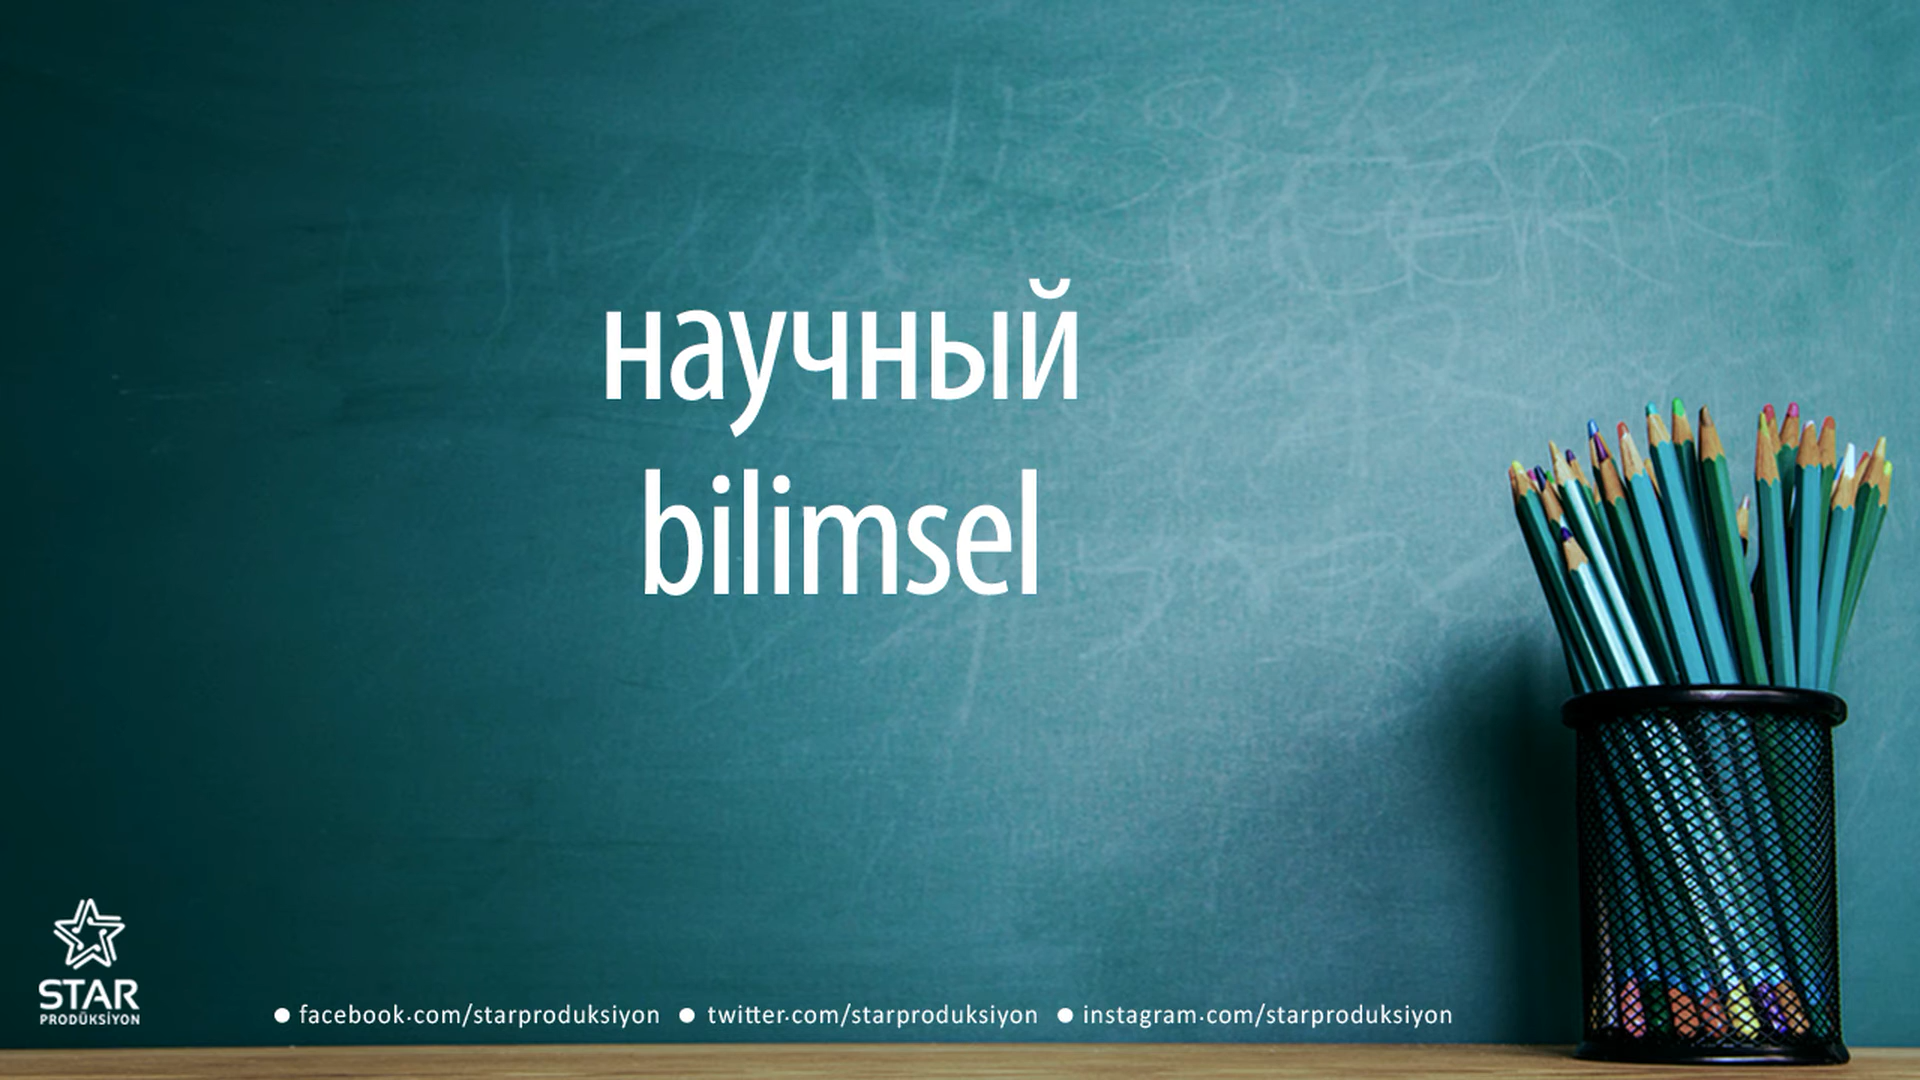 научный
bilimsel
STAR
PRODÜKSİYON
● facebook.com/starproduksiyon ● twitter.com/starproduksiyon ● instagram.com/starproduksiyon